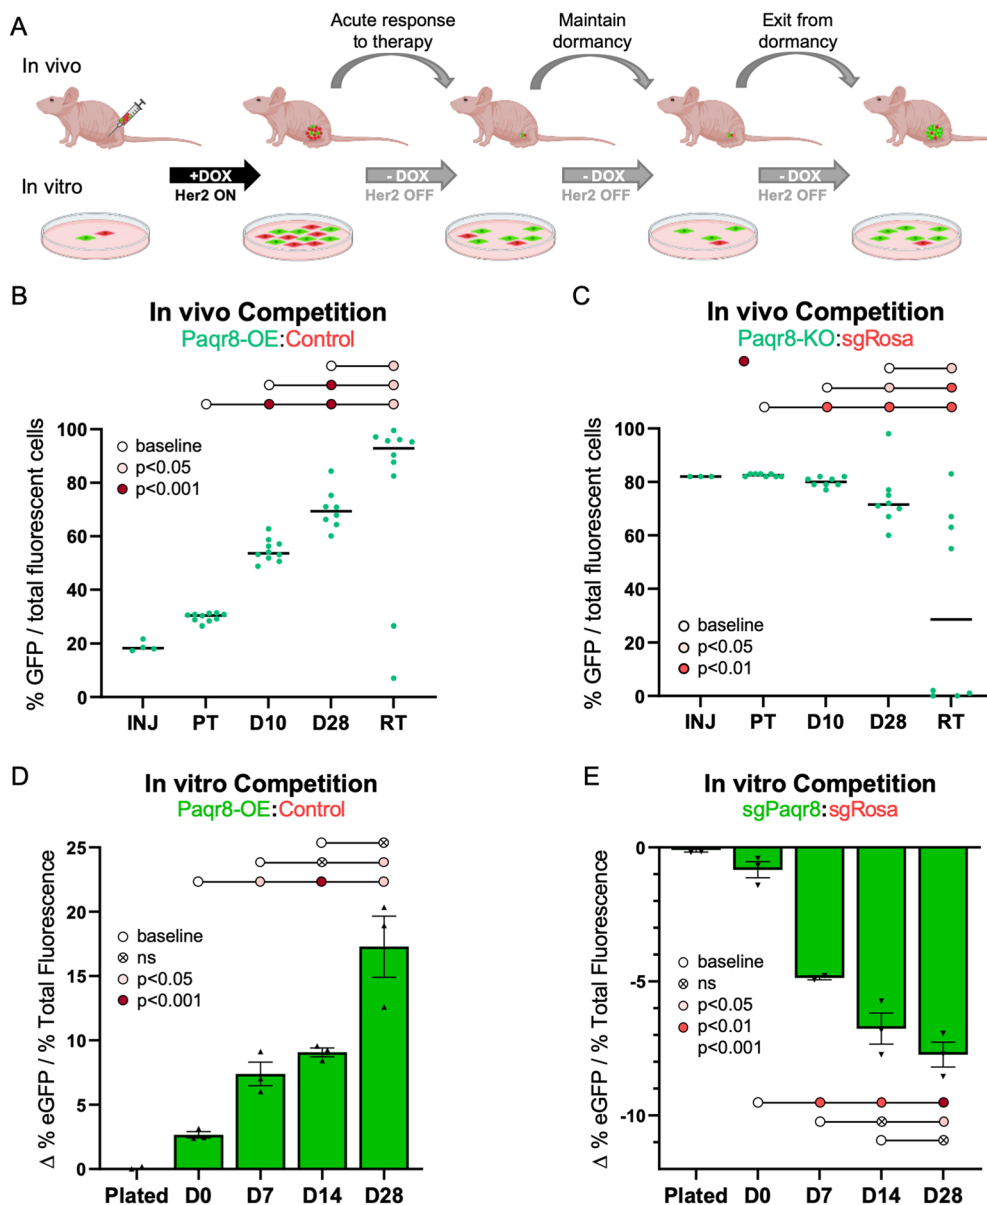 A
In vivo
Acute response
to therapy
Maintain
dormancy
Exit from
dormancy
In vitro
+DOX
Her2 ON
- DOX
Her2 OFF
- DOX
Her2 OFF
- DOX
Her2 OFF
B
In vivo Competition
Paqr8-OE:Control
% GFP / total fluorescent cells
100
80
60
40
20
0
baseline
p<0.05
p<0.001
INJ PT D10 D28 RT
C
In vivo Competition
Paqr8-KO:sgRosa
% GFP / total fluorescent cells
100
80
60
40
20
0
baseline
p<0.05
p<0.01
INJ PT D10 D28 RT
D
In vitro Competition
Paqr8-OE:Control
Δ % eGFP / % Total Fluorescence
25
20
15
10
5
0
baseline
ns
p<0.05
p<0.001
Plated D0 D7 D14 D28
E
In vitro Competition
sgPaqr8:sgRosa
Δ % eGFP / % Total Fluorescence
0
-5
-10
baseline
ns
p<0.05
p<0.01
p<0.001
Plated D0 D7 D14 D28